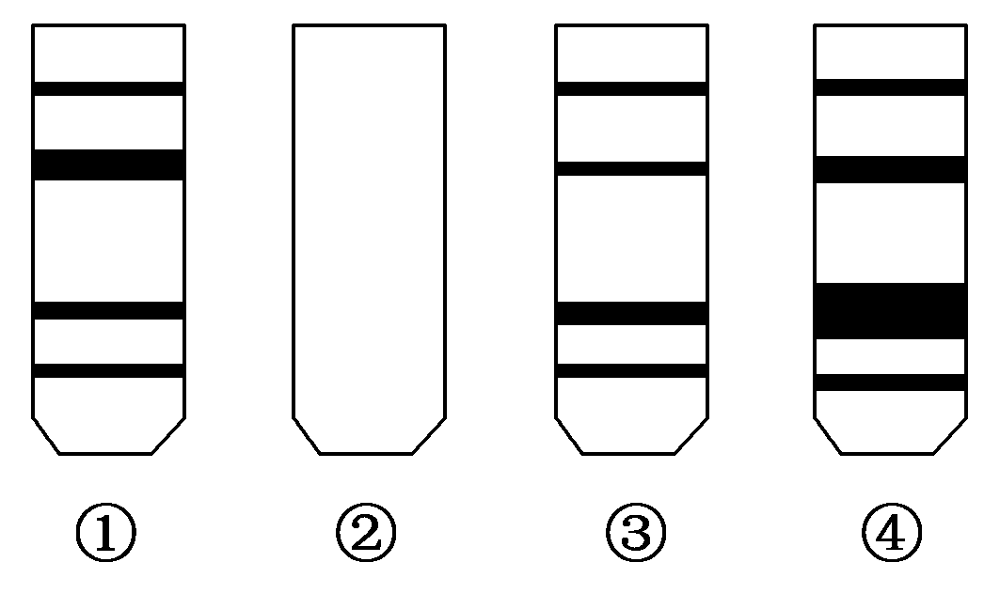 ① ② ③ ④